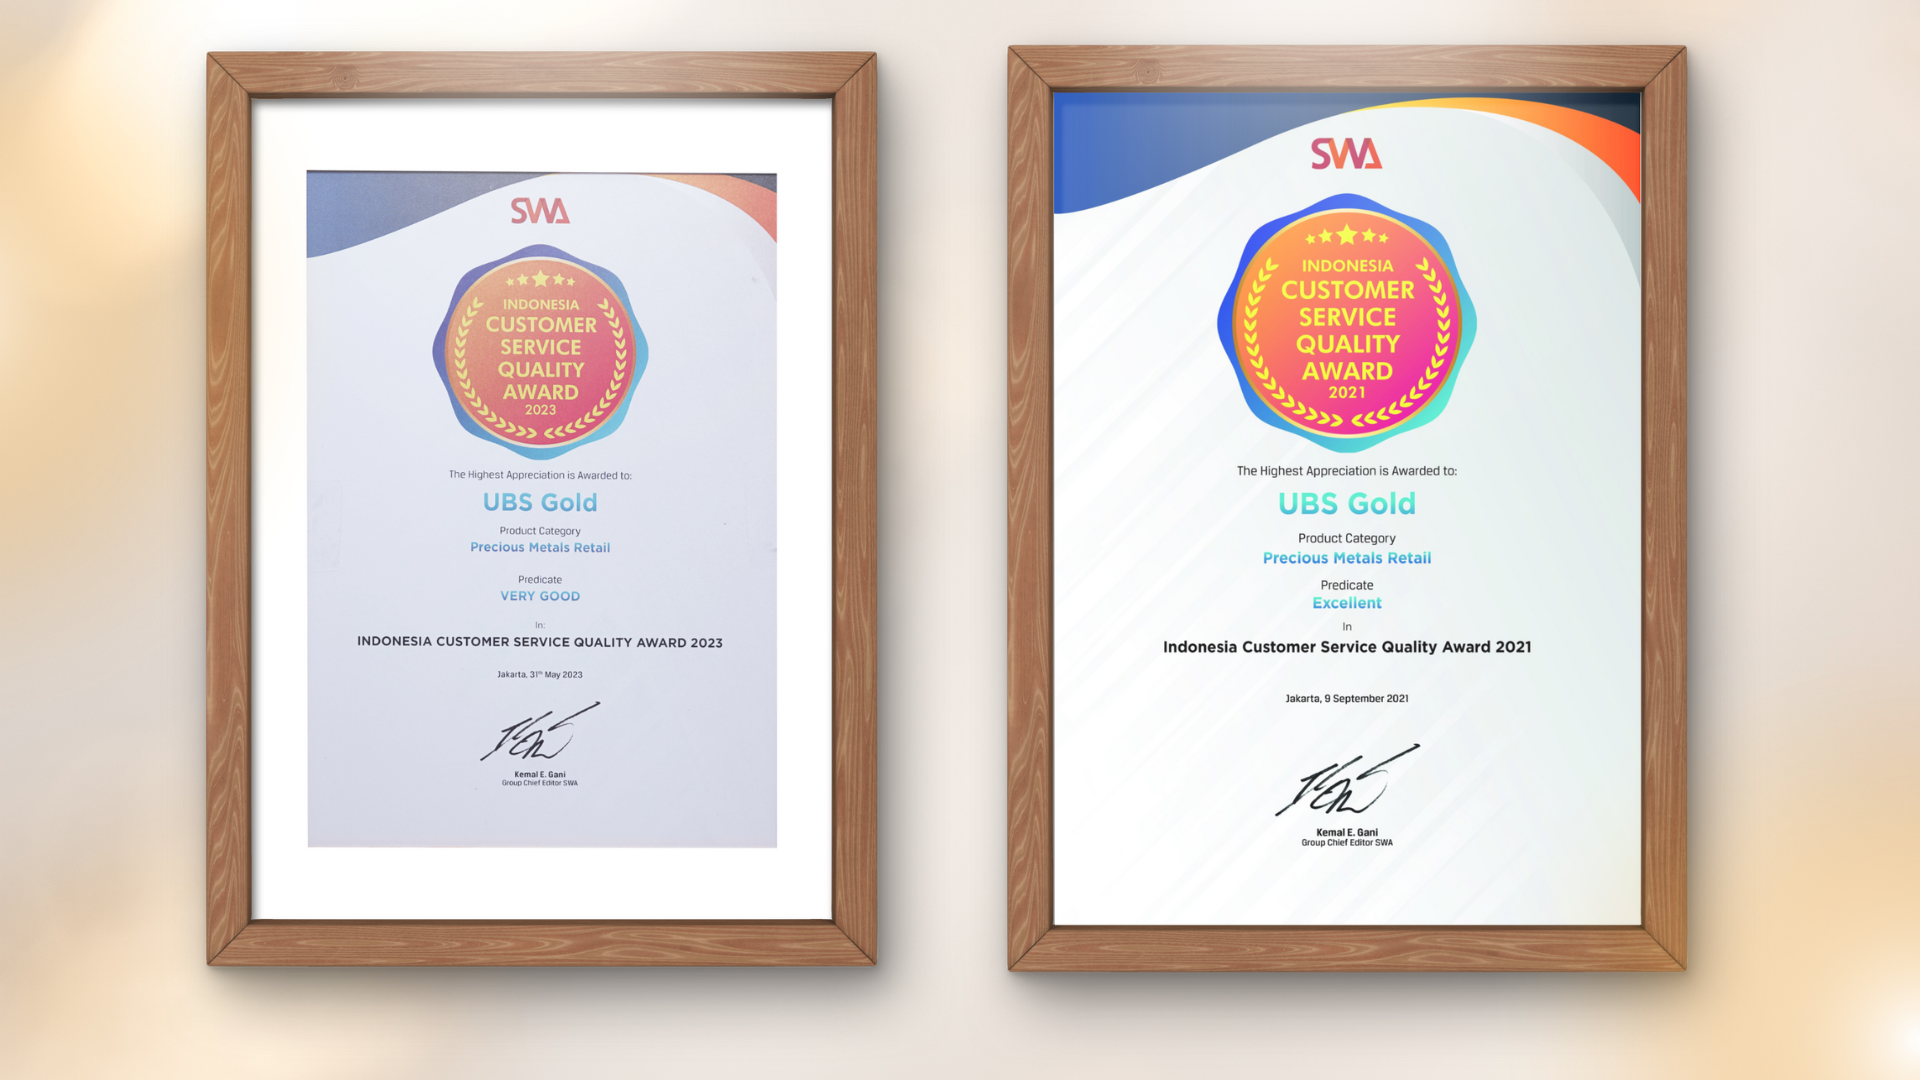 SWA
INDONESIA
CUSTOMER
SERVICE
QUALITY
AWARD
2023
The Highest Appreciation is Awarded to:
UBS Gold
Product Category
Precious Metals Retail
Predicate
VERY GOOD
In:
INDONESIA CUSTOMER SERVICE QUALITY AWARD 2023
Jakarta, 31th May 2023
Kemal E. Gani
Group Chief Editor SWA
SWA
INDONESIA
CUSTOMER
SERVICE
QUALITY
AWARD
2021
The Highest Appreciation is Awarded to:
UBS Gold
Product Category
Precious Metals Retail
Predicate
Excellent
In
Indonesia Customer Service Quality Award 2021
Jakarta, 9 September 2021
Kemal E. Gani
Group Chief Editor SWA